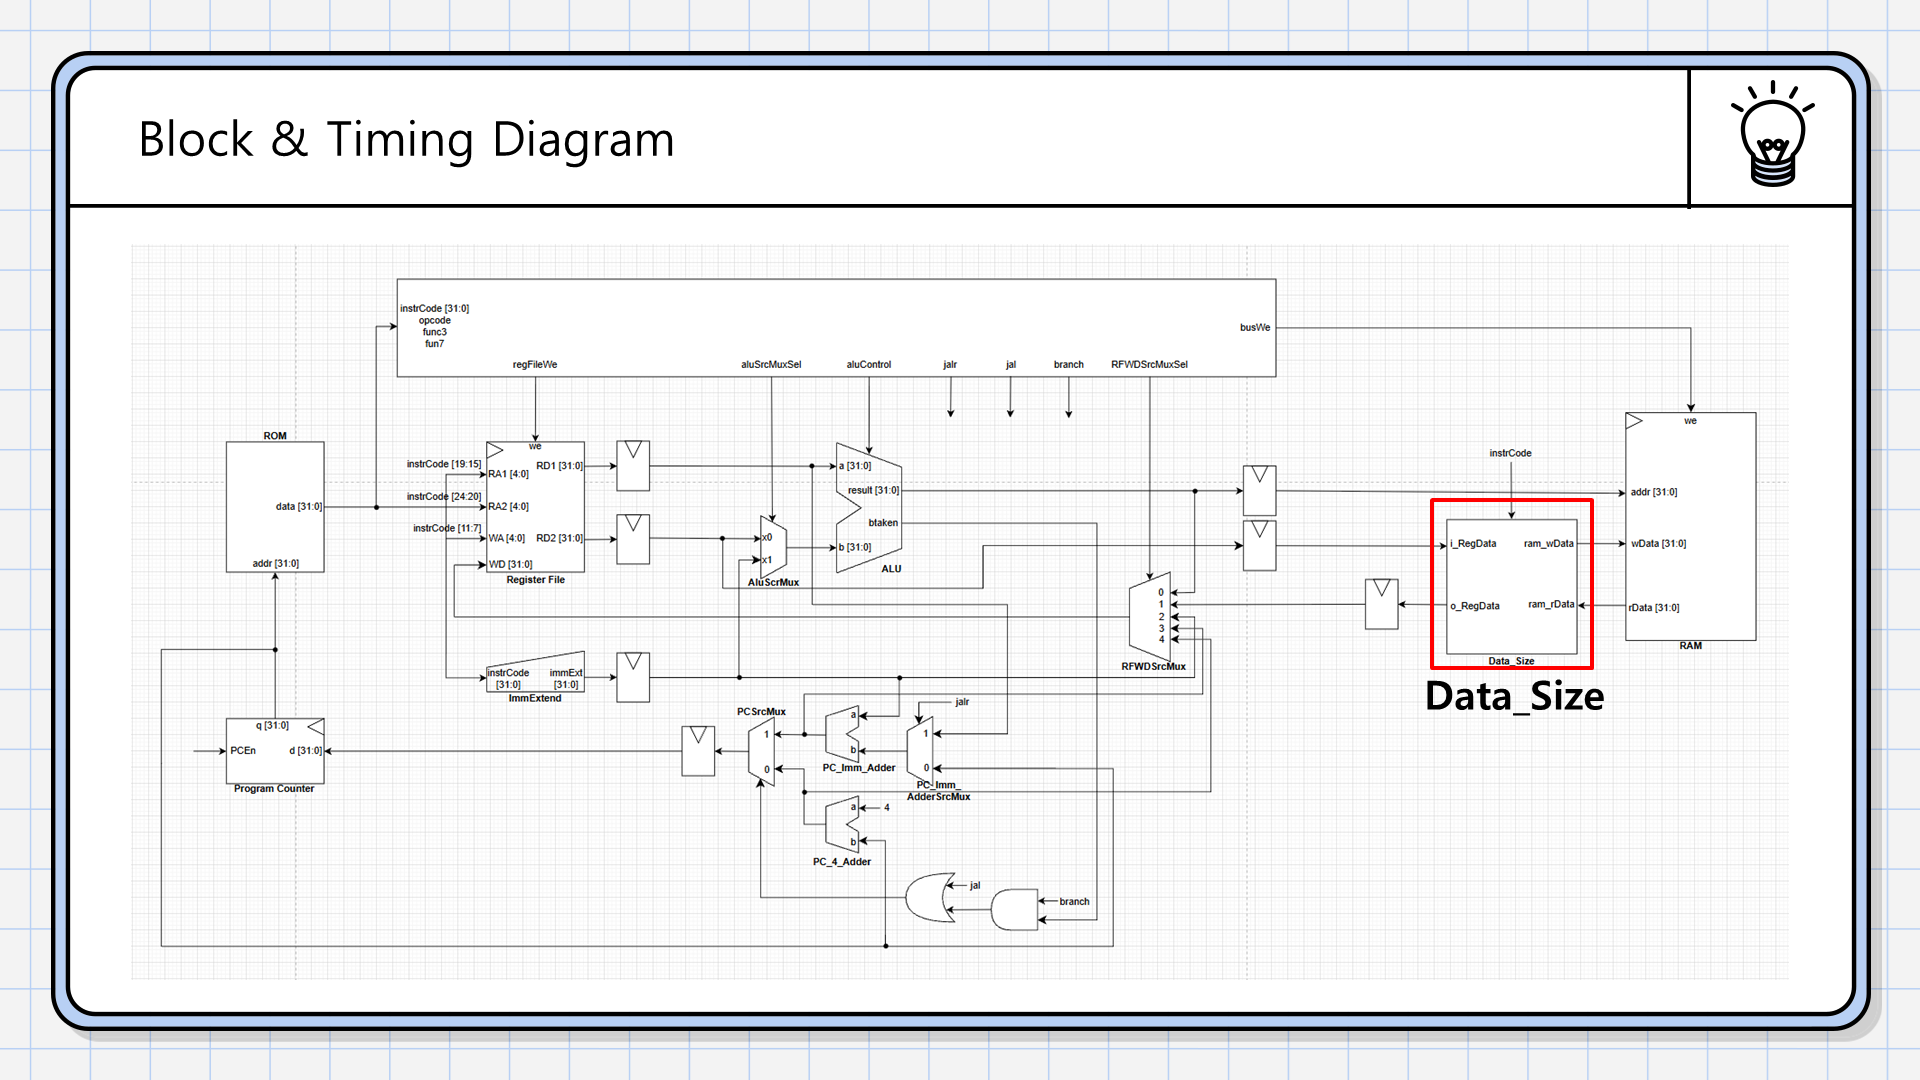 Block & Timing Diagram
instrCode [31:0]
opcode
func3
fun7
busWe
regFileWe
aluSrcMuxSel
aluControl
jalr
jal
branch
RFWDSrcMuxSel
ROM
data [31:0]
addr [31:0]
instrCode [19:15]
instrCode [24:20]
instrCode [11:7]
we
RA1 [4:0]
RA2 [4:0]
WA [4:0]
WD [31:0]
RD1 [31:0]
RD2 [31:0]
Register File
x0
x1
AluScrMux
a [31:0]
result [31:0]
btaken
b [31:0]
ALU
0
1
2
3
4
RFWDSrcMux
instrCode
i_RegData
ram_wData
o_RegData
ram_rData
Data_Size
Data_Size
we
addr [31:0]
wData [31:0]
rData [31:0]
RAM
instrCode
[31:0]
immExt
[31:0]
ImmExtend
q [31:0]
PCEn
d [31:0]
Program Counter
PCSrcMux
1
0
a
b
PC_Imm_Adder
jalr
1
0
PC_Imm_
AdderSrcMux
a
4
b
PC_4_Adder
jal
branch